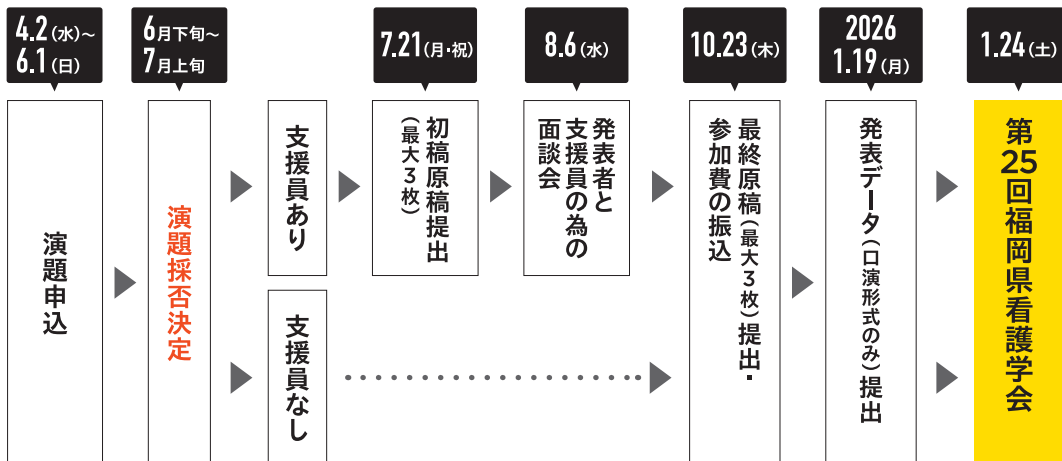 4.2(水)～
6.1(日)
6月下旬～
7月上旬
7.21(月・祝)
8.6(水)
10.23(木)
2026
1.19(月)
1.24(土)
演題申込
演題採否決定
支援員あり
初稿原稿提出
(最大3枚)
発表者と
支援員の為の
面談会
支援員なし
最終原稿(最大3枚)提出・
参加費の振込
発表データ(口演形式のみ)提出
第25回福岡県看護学会